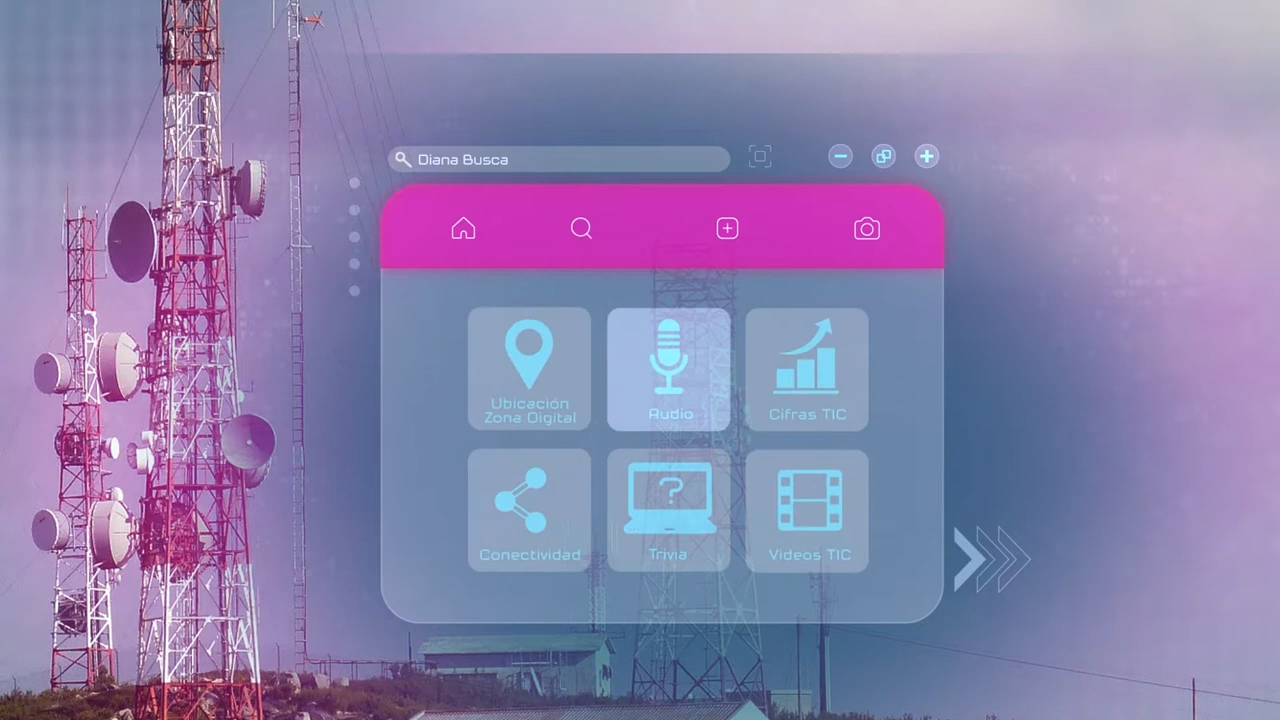 Diana Busca
Ubicación
Zona Digital
Audio
Cifras TIC
Conectividad
?
Trivia
Videos TIC